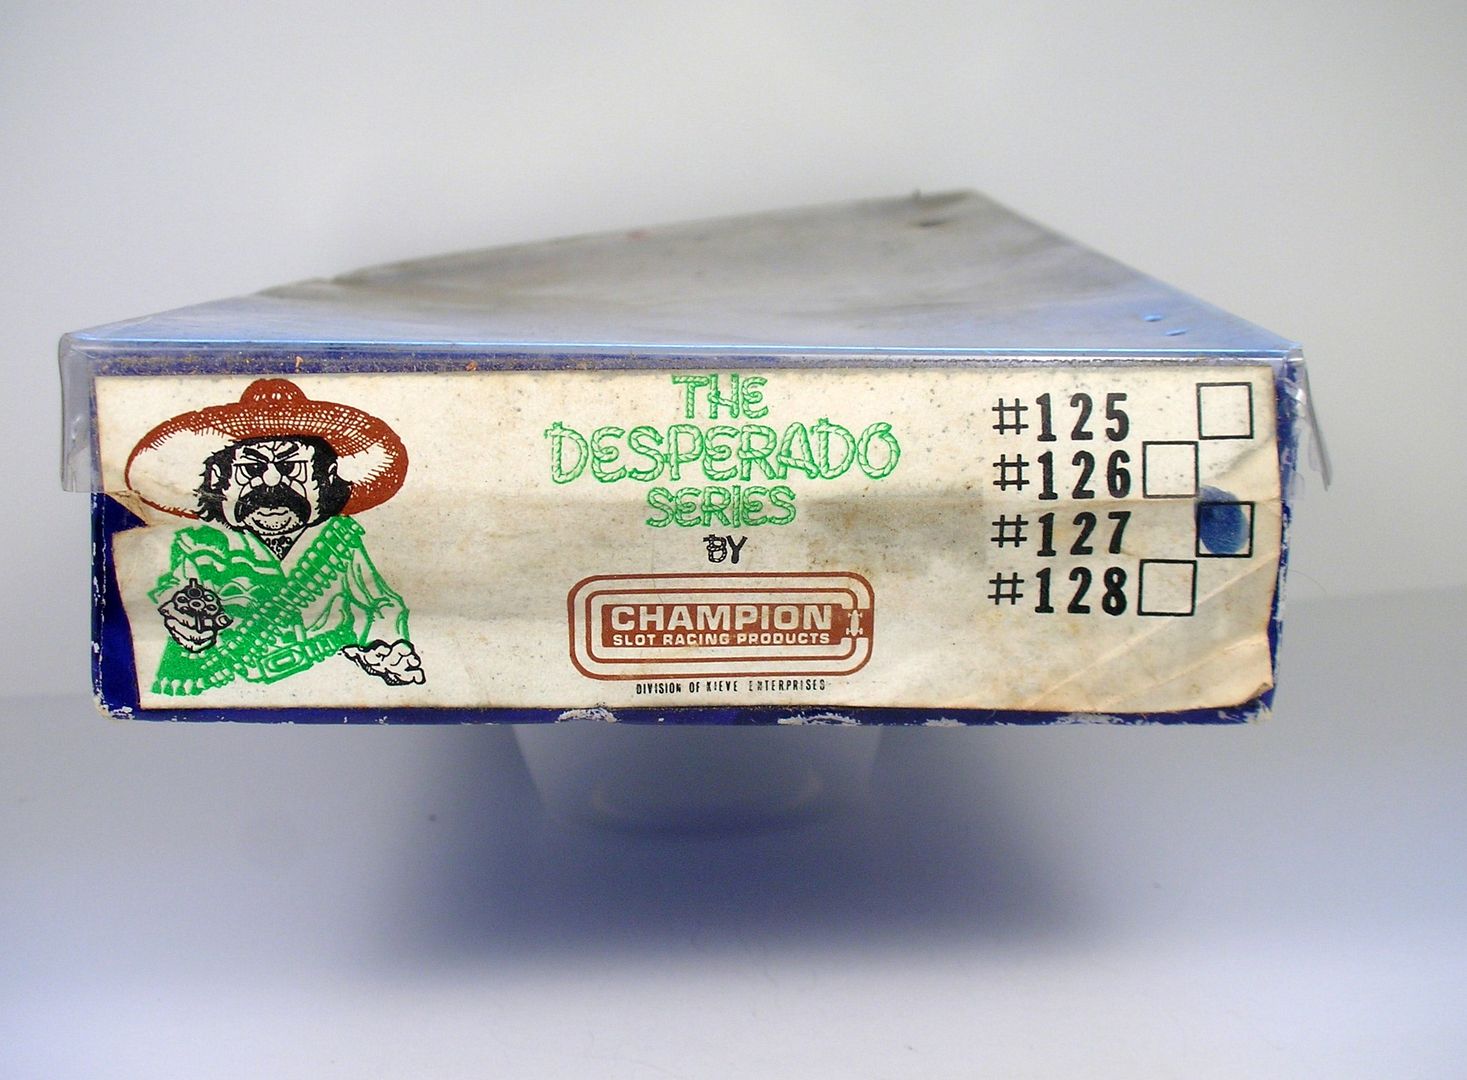 THE
DESPERADO
SERIES
BY
CHAMPION
SLOT RACING PRODUCTS
DIVISION OF KIEVE ENTERPRISES
#125
#126
#127
#128